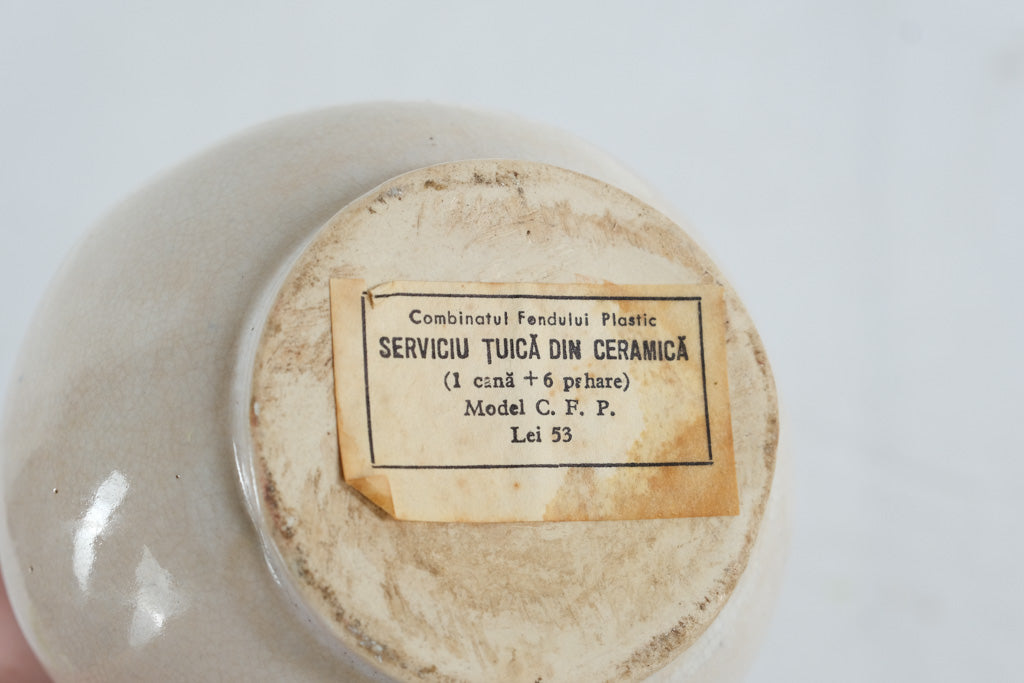 Combinatul Fondului Plastic
SERVICIU ȚUICĂ DIN CERAMICĂ
(1 cană + 6 pahare)
Model C. F. P.
Lei 53